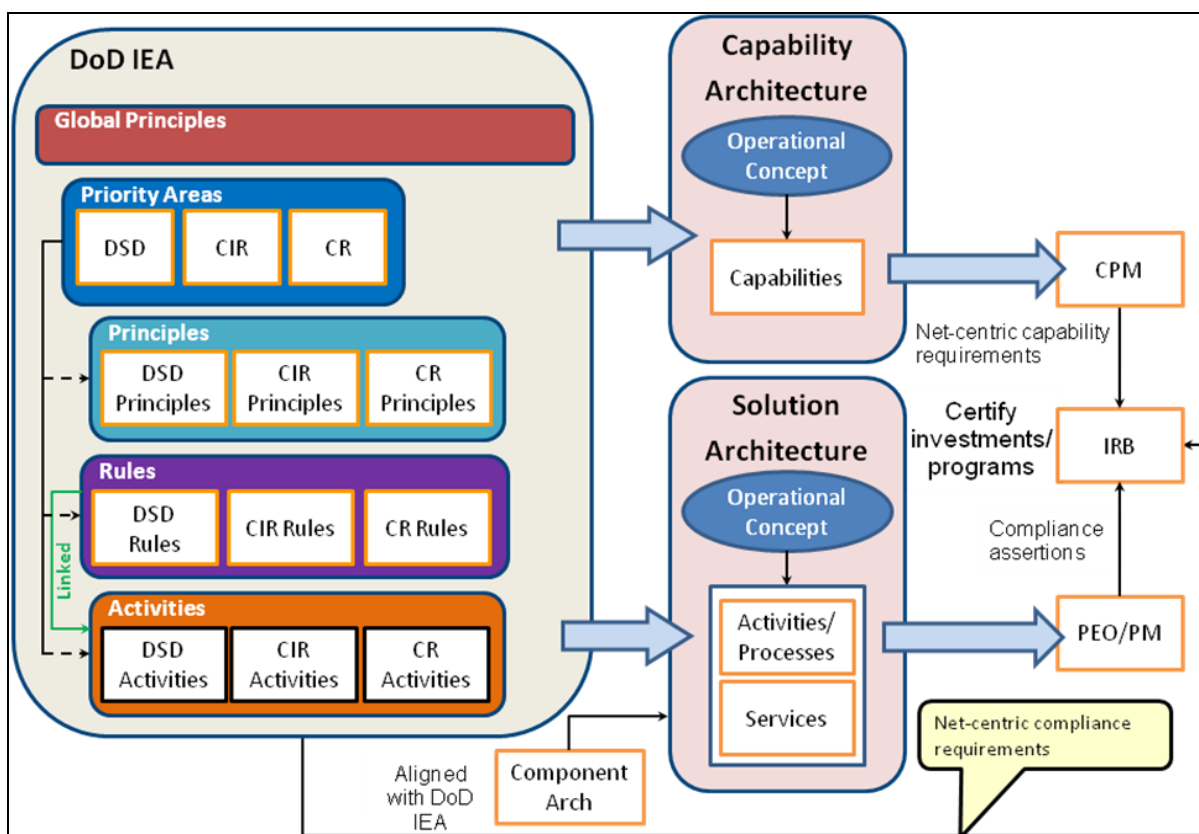 DoD IEA
Global Principles
Priority Areas
DSD
CIR
CR
Principles
DSD
Principles
CIR
Principles
CR
Principles
Rules
DSD
Rules
CIR Rules
CR Rules
Linked
Activities
DSD
Activities
CIR
Activities
CR
Activities
Capability
Architecture
Operational
Concept
Capabilities
CPM
Net-centric capability
requirements
Solution
Architecture
Operational
Concept
Activities/
Processes
Services
Certify
investments/
programs
IRB
Compliance
assertions
PEO/PM
Net-centric compliance
requirements
Aligned
with DoD
IEA
Component
Arch